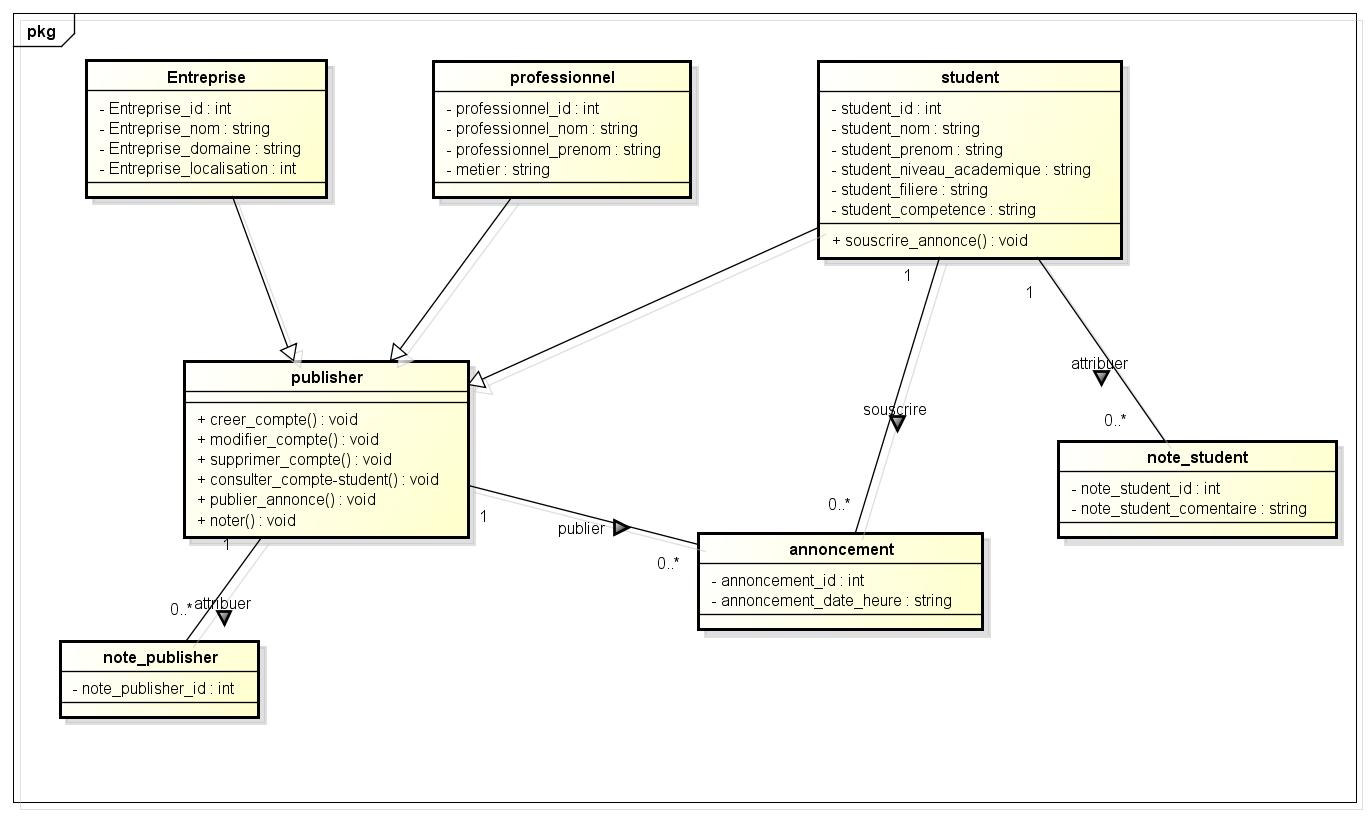 pkg
Entreprise
- Entreprise_id : int
- Entreprise_nom : string
- Entreprise_domaine : string
- Entreprise_localisation : int
professionnel
- professionnel_id : int
- professionnel_nom : string
- professionnel_prenom : string
- metier : string
student
- student_id : int
- student_nom : string
- student_prenom : string
- student_niveau_academique : string
- student_filiere : string
- student_competence : string
+ souscrire_annonce() : void
1
1
attribuer
souscrire
0..*
0..*
publisher
+ creer_compte() : void
+ modifier_compte() : void
+ supprimer_compte() : void
+ consulter_compte-student() : void
+ publier_annonce() : void
+ noter() : void
note_student
- note_student_id : int
- note_student_comentaire : string
1
publier
0..*
annoncement
- annoncement_id : int
- annoncement_date_heure : string
1
0..*
attribuer
note_publisher
- note_publisher_id : int